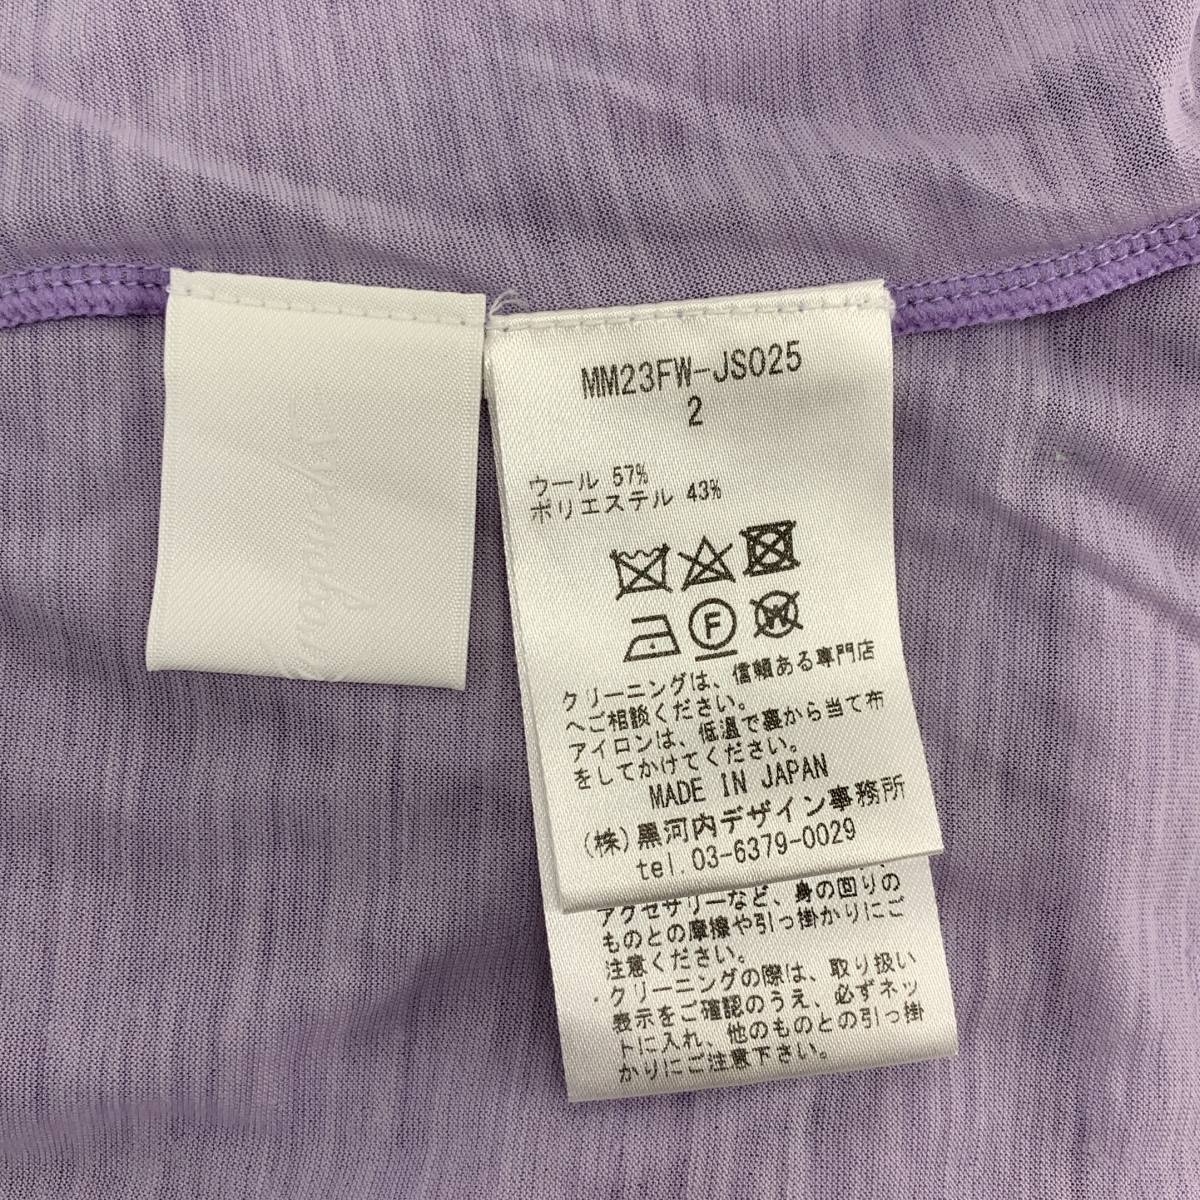 MM23FW-JS025
2
ウール 57%
ポリエステル 43%
F
W
クリーニングは、信頼ある専門店
へご相談ください。
アイロンは、低温で裏から当て布
をしてかけてください。
MADE IN JAPAN
(株)黒河内デザイン事務所
tel.03-6379-0029
アクセサリーなど、身の回りの
ものとの摩擦や引っ掛かりにご
注意ください。
・クリーニングの際は、取り扱い
表示をご確認のうえ、必ずネッ
トに入れ、他のものとの引っ掛
かりにご注意下さい。